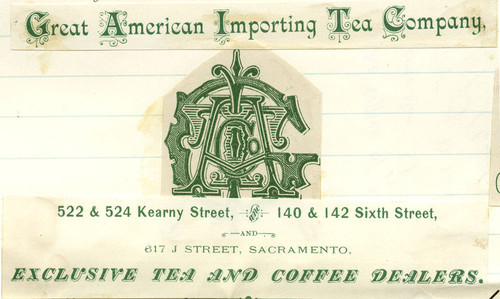 Great American Importing Tea Company,
GATCo
522 & 524 Kearny Street, 140 & 142 Sixth Street,
—AND—
617 J STREET, SACRAMENTO,
EXCLUSIVE TEA AND COFFEE DEALERS.